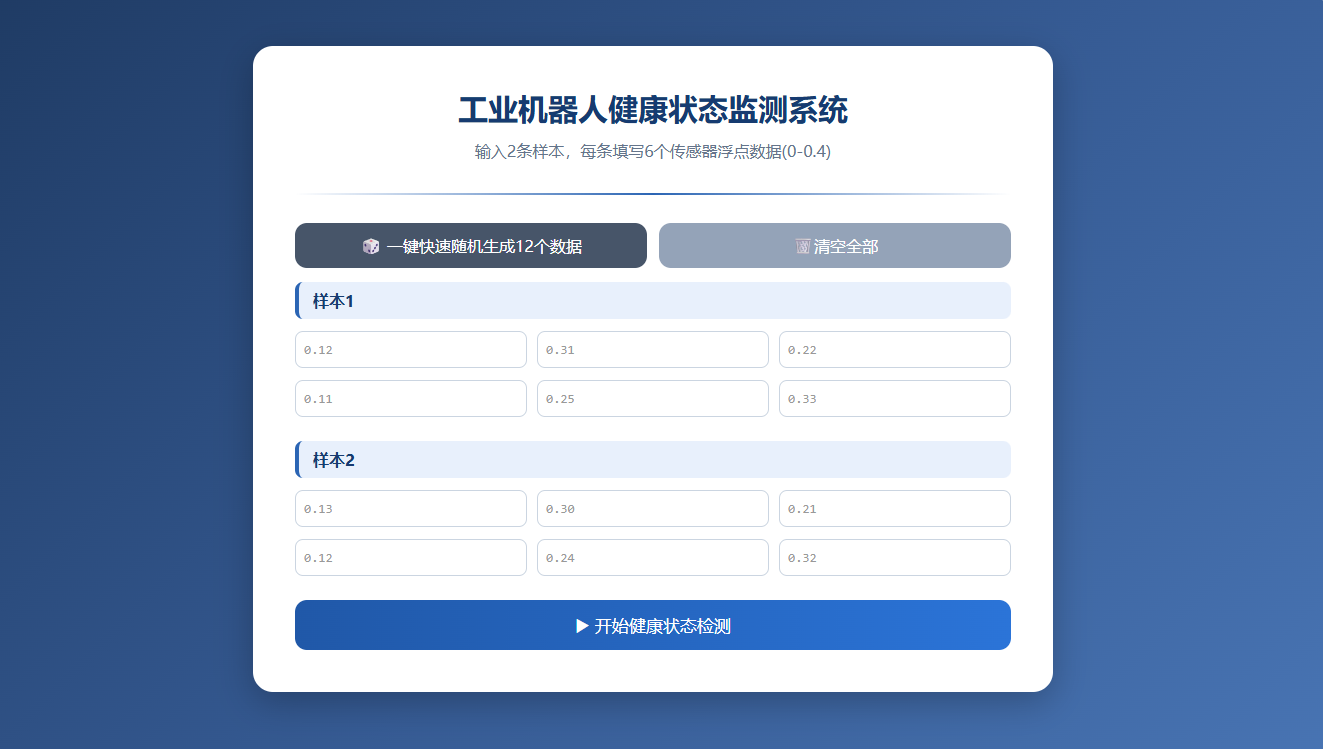 工业机器人健康状态监测系统
输入2条样本，每条填写6个传感器浮点数据(0-0.4)
🎲 一键快速随机生成12个数据
🗑️清空全部
样本1
0.12 0.31 0.22
0.11 0.25 0.33
样本2
0.13 0.30 0.21
0.12 0.24 0.32
▶ 开始健康状态检测